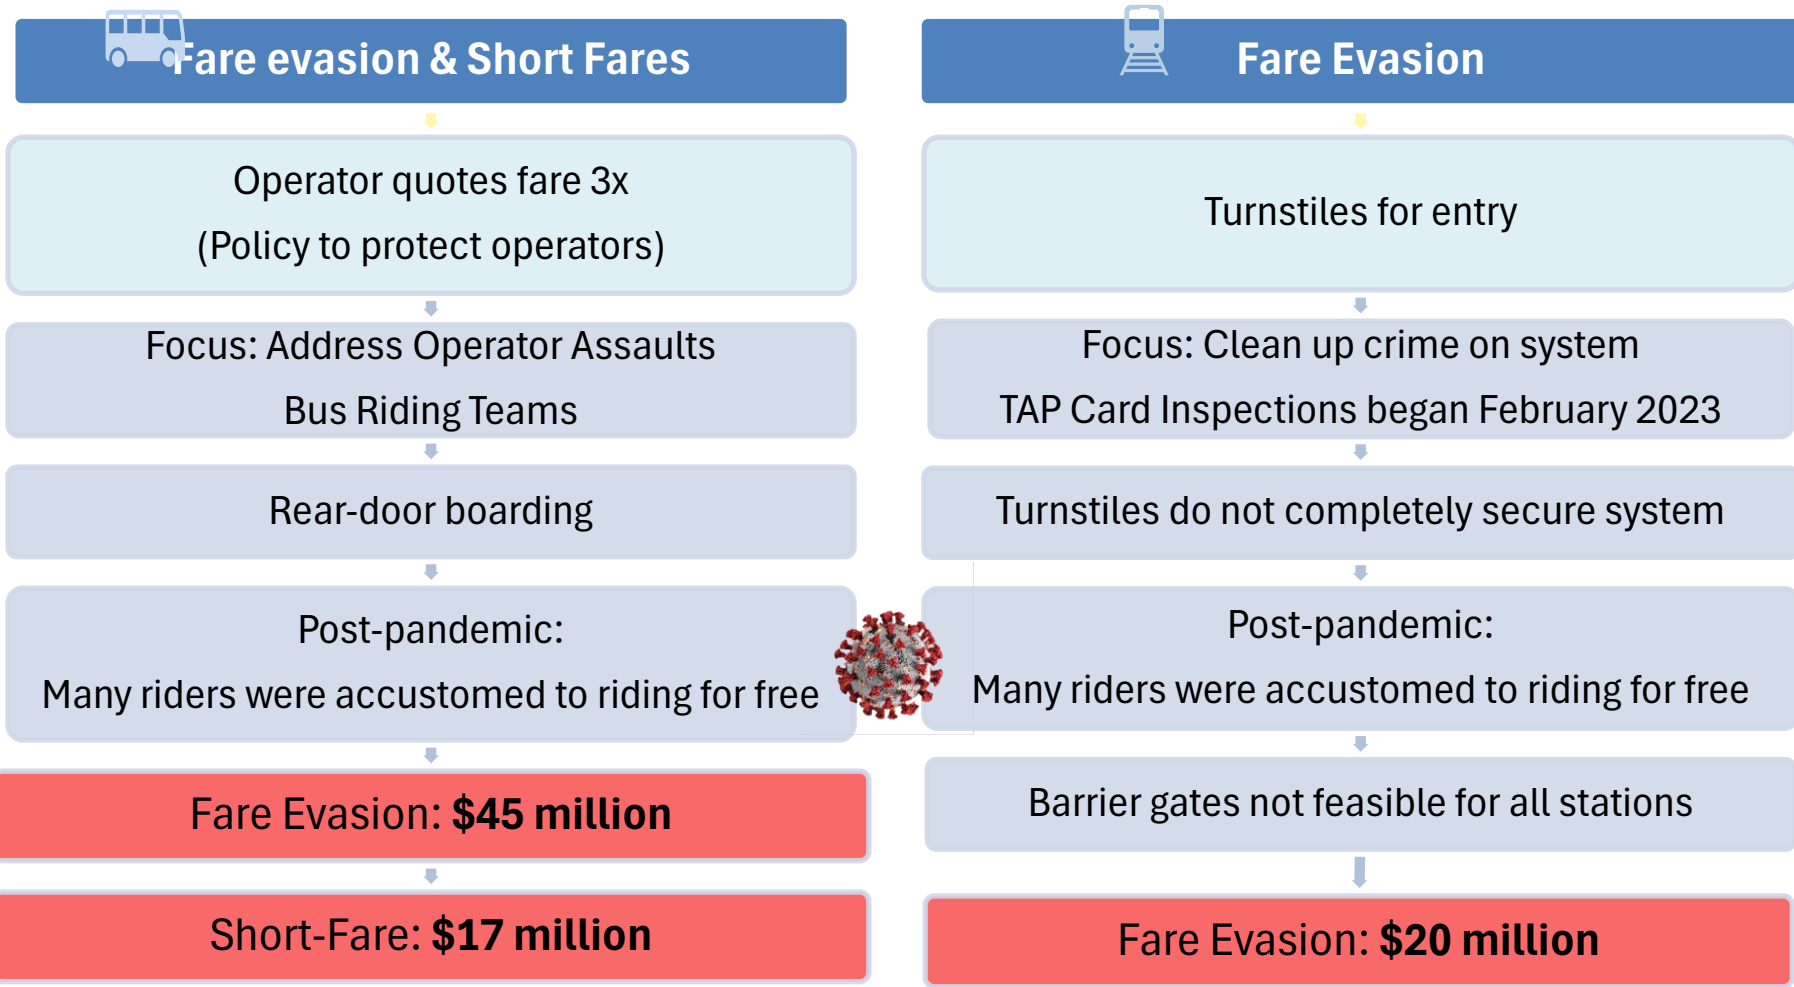 Fare evasion & Short Fares
Operator quotes fare 3x
(Policy to protect operators)
Focus: Address Operator Assaults
Bus Riding Teams
Rear-door boarding
Post-pandemic:
Many riders were accustomed to riding for free
Fare Evasion: $45 million
Short-Fare: $17 million
Fare Evasion
Turnstiles for entry
Focus: Clean up crime on system
TAP Card Inspections began February 2023
Turnstiles do not completely secure system
Post-pandemic:
Many riders were accustomed to riding for free
Barrier gates not feasible for all stations
Fare Evasion: $20 million